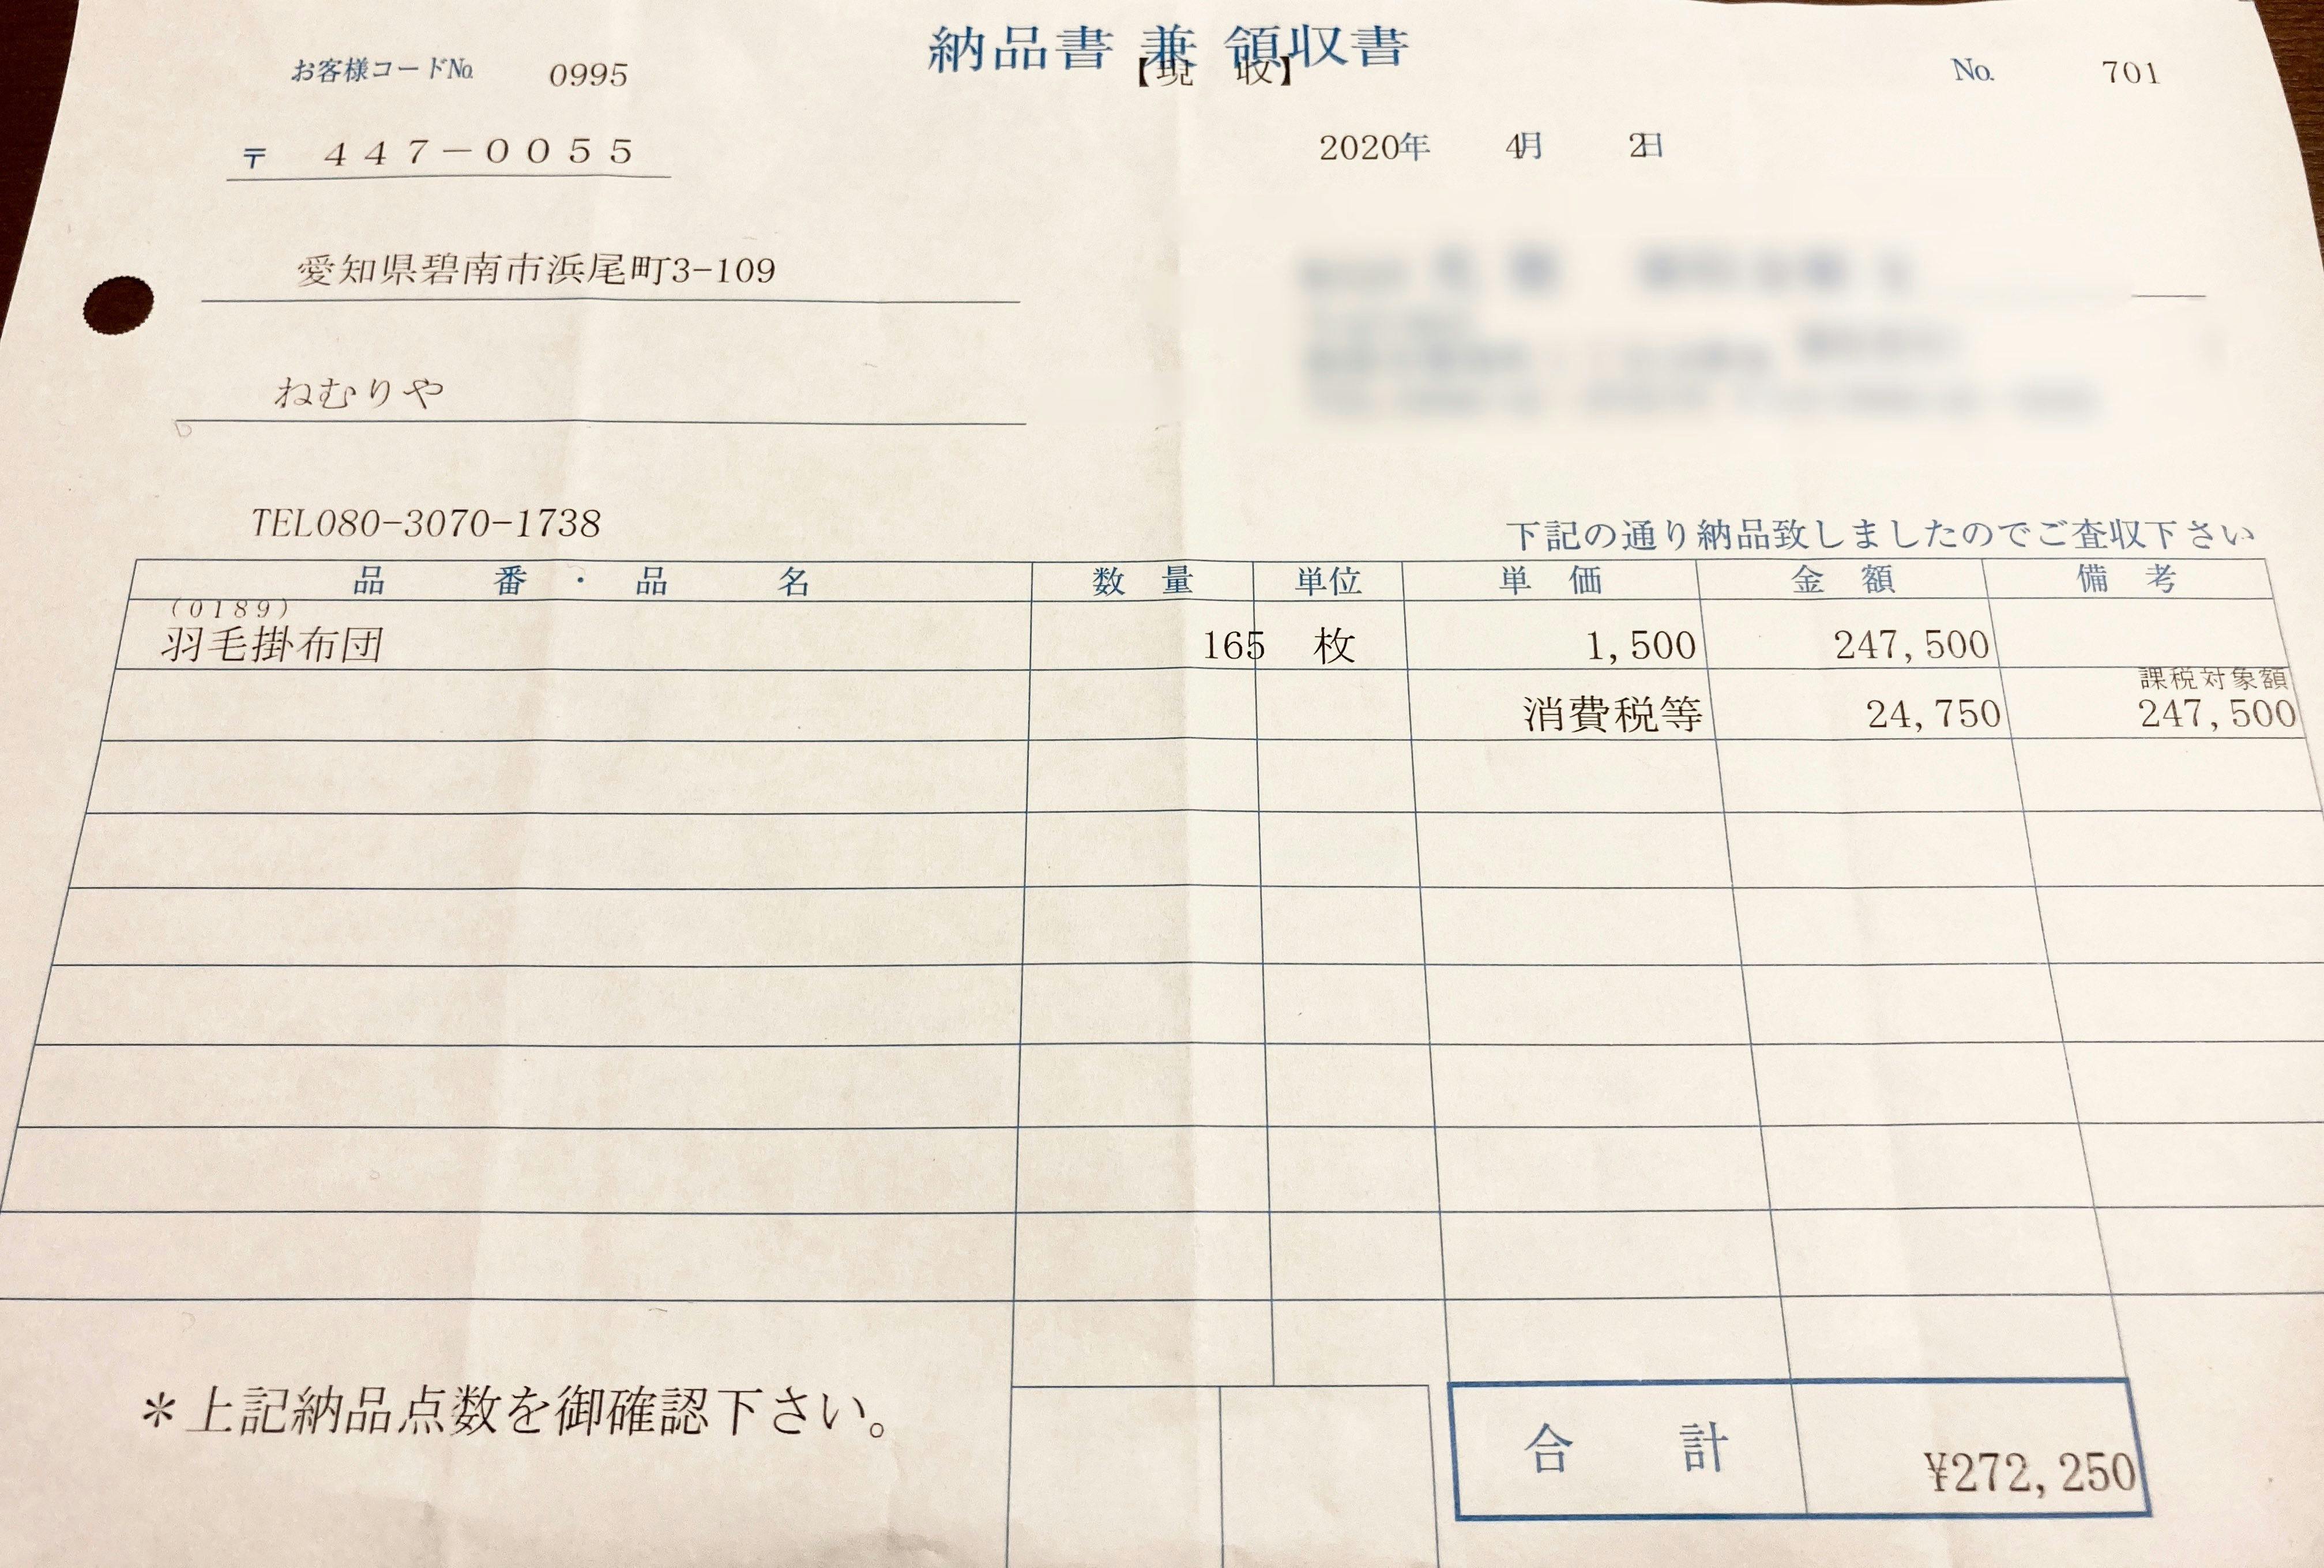 納品書 兼 領収書
【現 収】
お客様コードNo. 0995
No. 701
〒 447-0055
2020年 4月 2日
愛知県碧南市浜尾町3-109
ねむりや
TEL080-3070-1738
下記の通り納品致しましたのでご査収下さい
品 番・品 名 数 量 単位 単 価 金 額 備 考
(0189)
羽毛掛布団 165 枚 1,500 247,500
課税対象額
消費税等 24,750 247,500
＊上記納品点数を御確認下さい。
合 計 ¥272,250